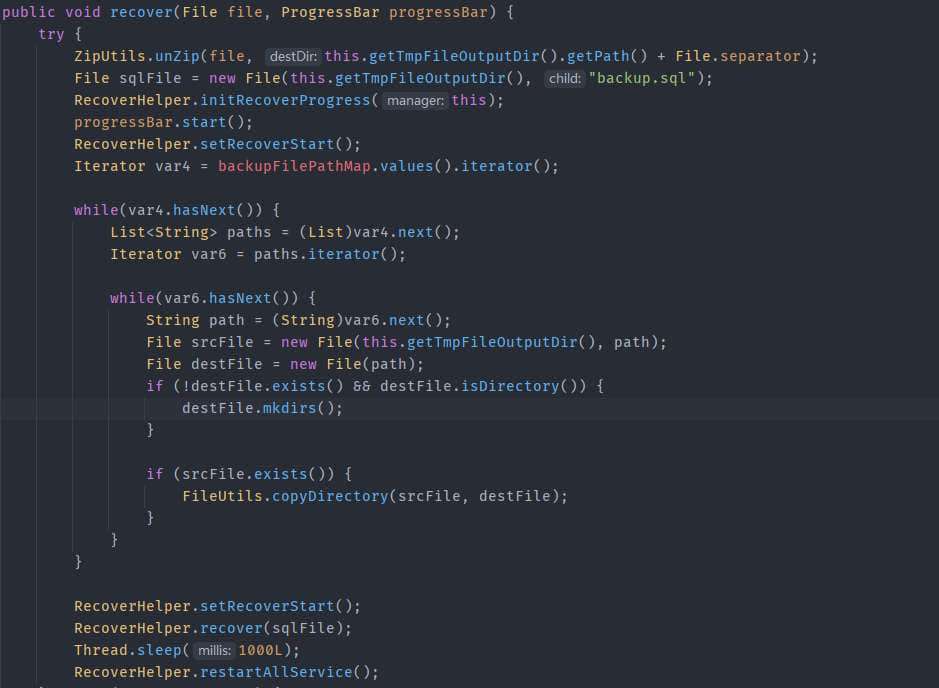 public void recover(File file, ProgressBar progressBar) {
    try {
        ZipUtils.unZip(file, destDir: this.getTmpFileOutputDir().getPath() + File.separator);
        File sqlFile = new File(this.getTmpFileOutputDir(), child: "backup.sql");
        RecoverHelper.initRecoverProgress( manager: this);
        progressBar.start();
        RecoverHelper.setRecoverStart();
        Iterator var4 = backupFilePathMap.values().iterator();

        while(var4.hasNext()) {
            List<String> paths = (List)var4.next();
            Iterator var6 = paths.iterator();

            while(var6.hasNext()) {
                String path = (String)var6.next();
                File srcFile = new File(this.getTmpFileOutputDir(), path);
                File destFile = new File(path);
                if (!destFile.exists() && destFile.isDirectory()) {
                    destFile.mkdirs();
                }

                if (srcFile.exists()) {
                    FileUtils.copyDirectory(srcFile, destFile);
                }
            }
        }

        RecoverHelper.setRecoverStart();
        RecoverHelper.recover(sqlFile);
        Thread.sleep( millis: 1000L);
        RecoverHelper.restartAllService();